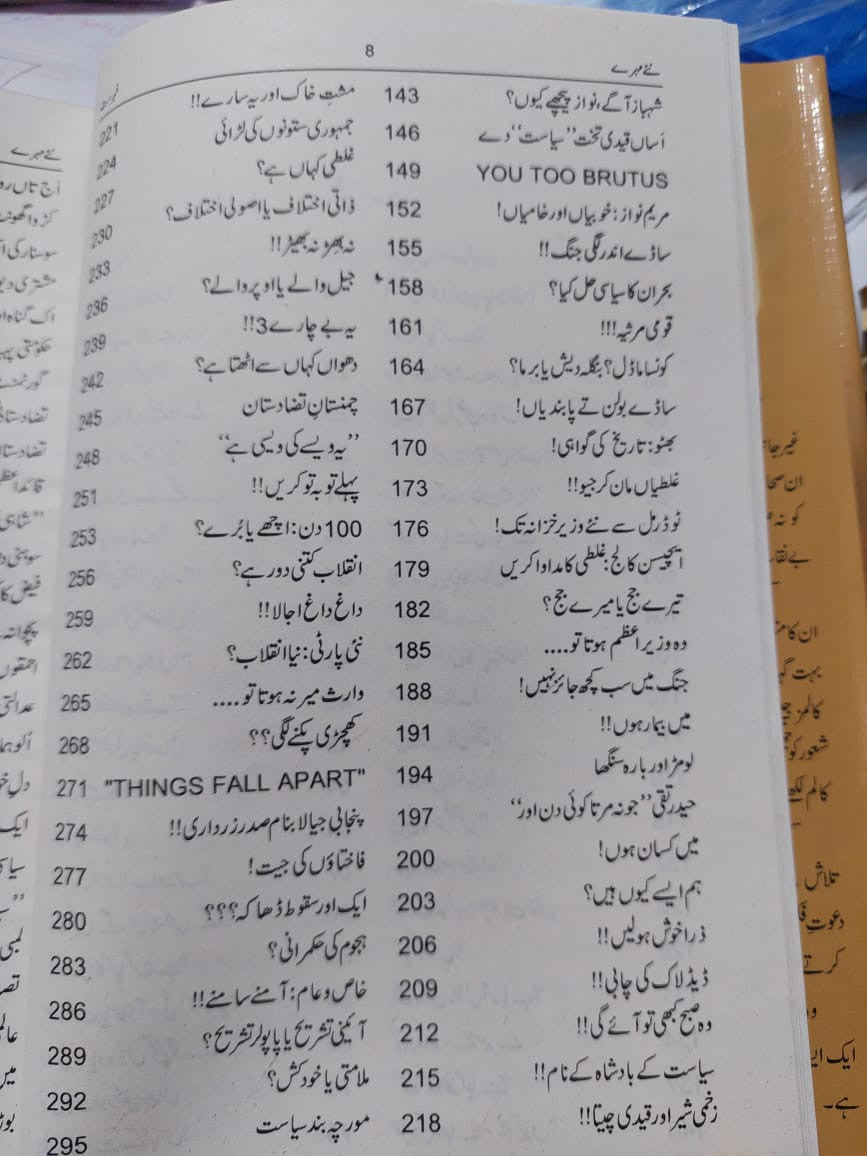 8
نئے مہرے
شہباز آگے، نواز پیچھے کیوں؟ 143
اَساں قیدی تخت ”سیاست“ دے 146
YOU TOO BRUTUS 149
مریم نواز: خوبیاں اور خامیاں! 152
ساڈے اندر لگی جنگ!! 155
بحران کا سیاسی حل کیا؟ 158
قومی مرثیہ!!! 161
کونسا ماڈل؟ بنگلہ دیش یا برما؟ 164
ساڈے بولن تے پابندیاں! 167
بھٹو: تاریخ کی گواہی! 170
غلطیاں مان کر جیو!! 173
ٹوڈرمل سے نئے وزیر خزانہ تک! 176
ایچیسن کالج: غلطی کا مداوا کریں 179
تیرے جج یا میرے جج؟ 182
وہ وزیراعظم ہوتا تو.... 185
جنگ میں سب کچھ جائز نہیں! 188
میں بیمار ہوں!! 191
لومڑ اور بارہ سنگھا 194
حیدر تقی ”جو نہ مرتا کوئی دن اور“ 197
میں کسان ہوں! 200
ہم ایسے کیوں ہیں؟ 203
ذرا خوش ہولیں!! 206
ڈیڈ لاک کی چابی!! 209
وہ صبح کبھی تو آئے گی!! 212
سیاست کے بادشاہ کے نام!! 215
زخمی شیر اور قیدی چیتا!! 218
مشتِ خاک اور یہ سارے!! 221
جمہوری ستونوں کی لڑائی 224
غلطی کہاں ہے؟ 227
ذاتی اختلاف یا اصولی اختلاف؟ 230
نہ بھِڑ نہ بھیڑ!! 233
جیل والے یا اوپر والے؟ 236
یہ بے چارے 3!! 239
دھواں کہاں سے اٹھتا ہے؟ 242
چمنستانِ تضادستان 245
”یہ ویسے کی ویسی ہے“ 248
پہلے توبہ تو کریں!! 251
100 دن: اچھے یا بُرے؟ 253
انقلاب کتنی دور ہے؟ 256
داغ داغ اجالا!! 259
نئی پارٹی: نیا انقلاب؟ 262
وارث میر نہ ہوتا تو.... 265
کھچڑی پکنے لگی؟؟ 268
"THINGS FALL APART" 271
پنجابی جیالا بنام صدر زرداری!! 274
فاختاؤں کی جیت! 277
ایک اور سقوط ڈھاکہ؟؟؟ 280
ہجوم کی حکمرانی؟ 283
خاص و عام: آمنے سامنے!! 286
آئینی تشریح یا پاپولر تشریح؟ 289
ملامتی یا خودکش؟ 292
مورچہ بند سیاست 295
نئے مہرے